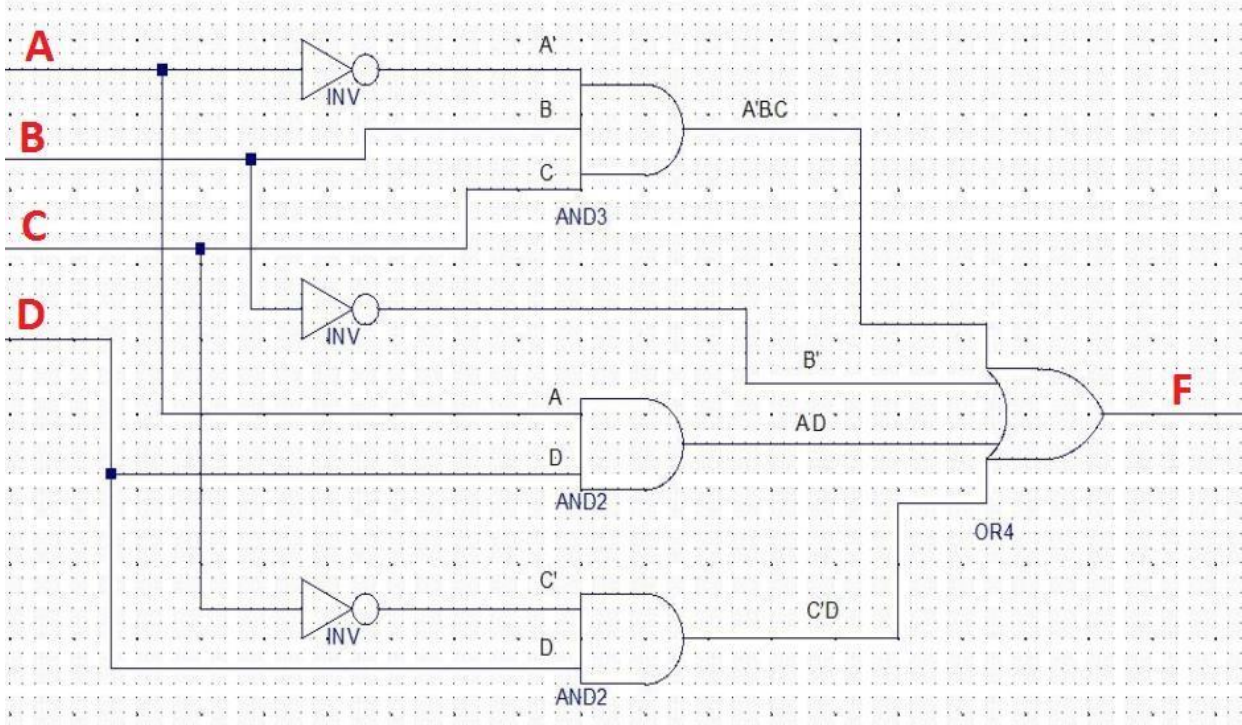 A
A'
INV
B
B
A'B.C
C
C
AND3
D
INV
B'
A
F
A.D
D
AND2
OR4
C'
C'D
INV
D
AND2